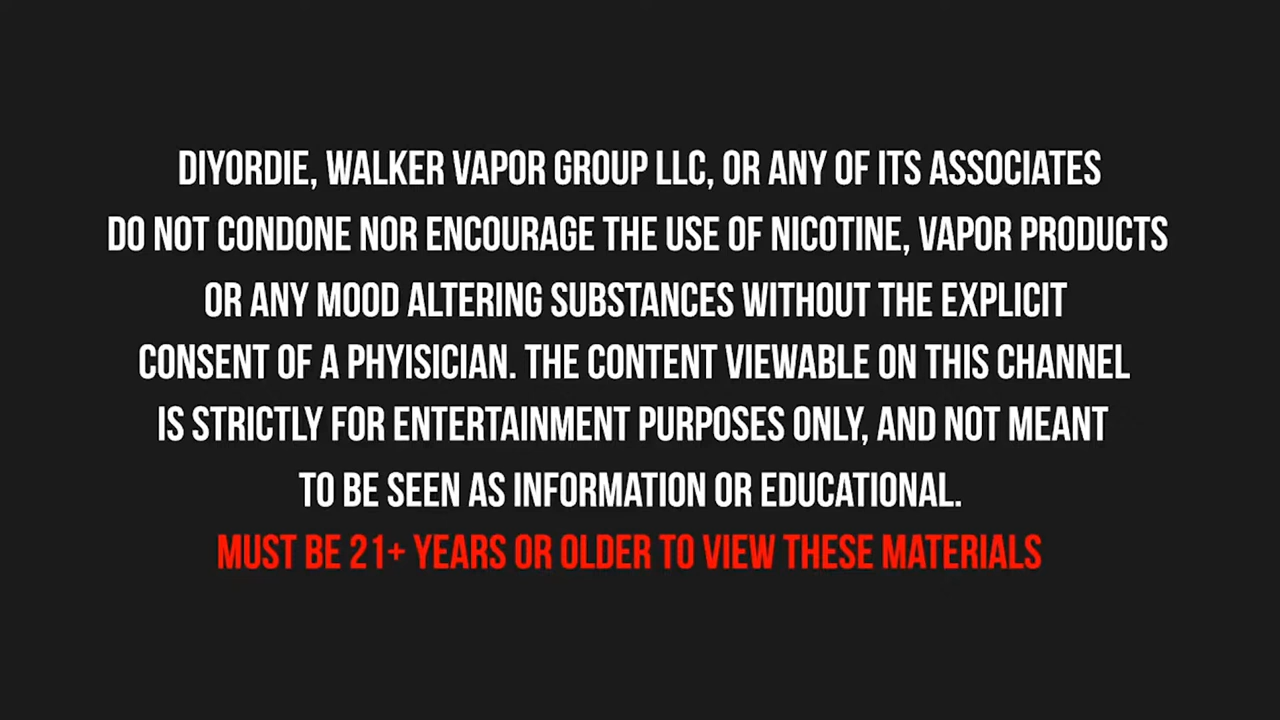 DIYORDIE, WALKER VAPOR GROUP LLC, OR ANY OF ITS ASSOCIATES
DO NOT CONDONE NOR ENCOURAGE THE USE OF NICOTINE, VAPOR PRODUCTS
OR ANY MOOD ALTERING SUBSTANCES WITHOUT THE EXPLICIT
CONSENT OF A PHYISICIAN. THE CONTENT VIEWABLE ON THIS CHANNEL
IS STRICTLY FOR ENTERTAINMENT PURPOSES ONLY, AND NOT MEANT
TO BE SEEN AS INFORMATION OR EDUCATIONAL.
MUST BE 21+ YEARS OR OLDER TO VIEW THESE MATERIALS